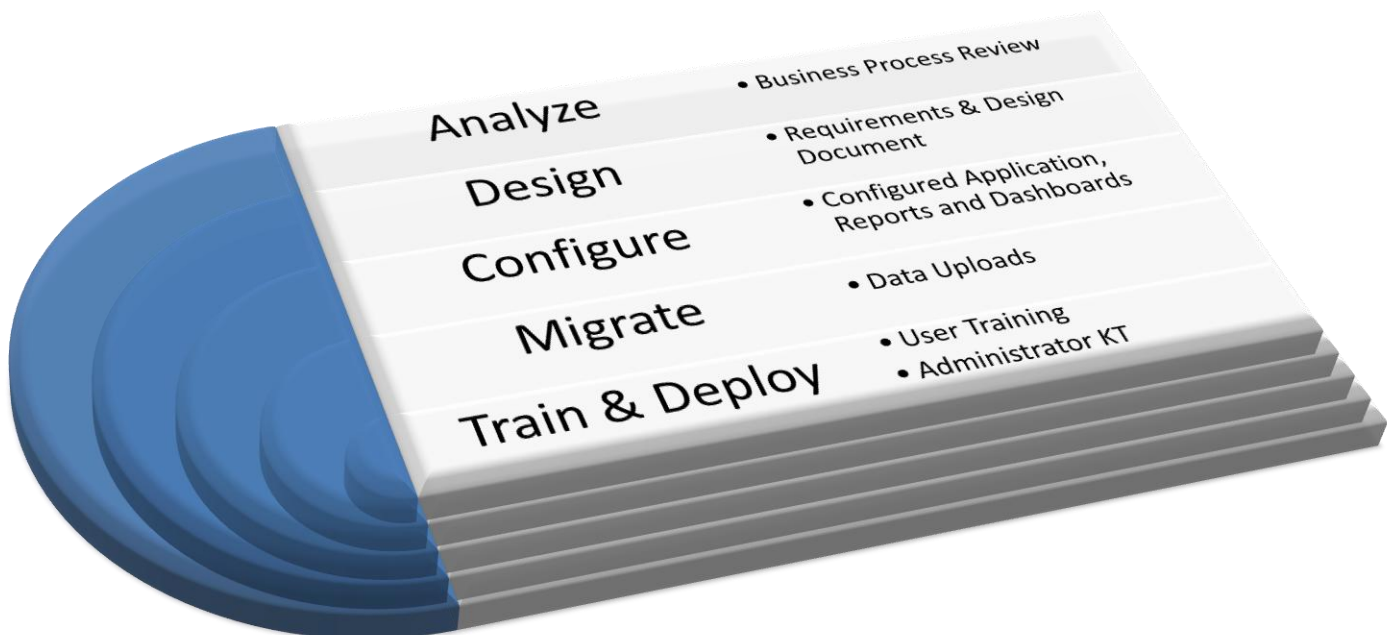 Analyze
• Business Process Review
Design
• Requirements & Design
Document
Configure
• Configured Application,
Reports and Dashboards
Migrate
• Data Uploads
Train & Deploy
• User Training
• Administrator KT